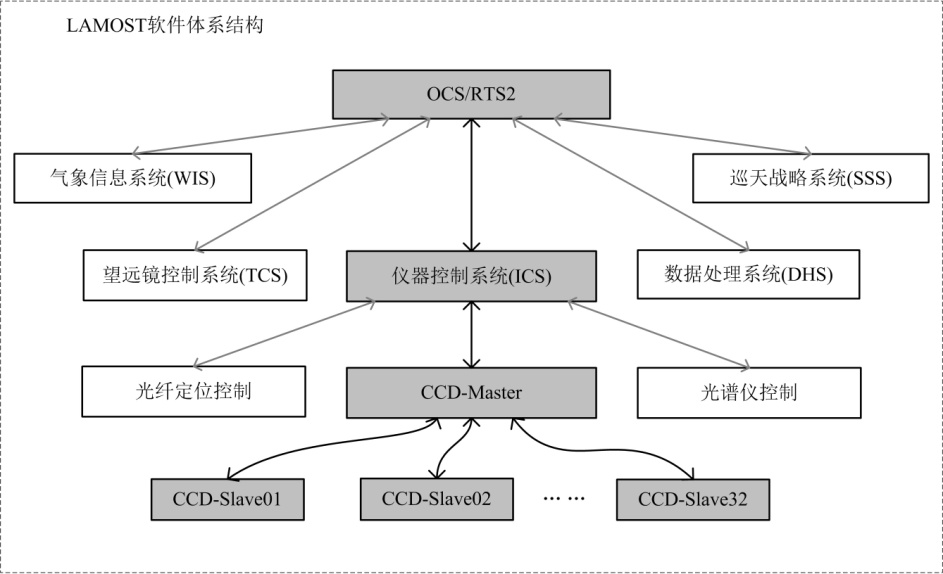 LAMOST软件体系结构
OCS/RTS2
气象信息系统(WIS)
巡天战略系统(SSS)
望远镜控制系统(TCS)
仪器控制系统(ICS)
数据处理系统(DHS)
光纤定位控制
CCD-Master
光谱仪控制
CCD-Slave01
CCD-Slave02
... ...
CCD-Slave32